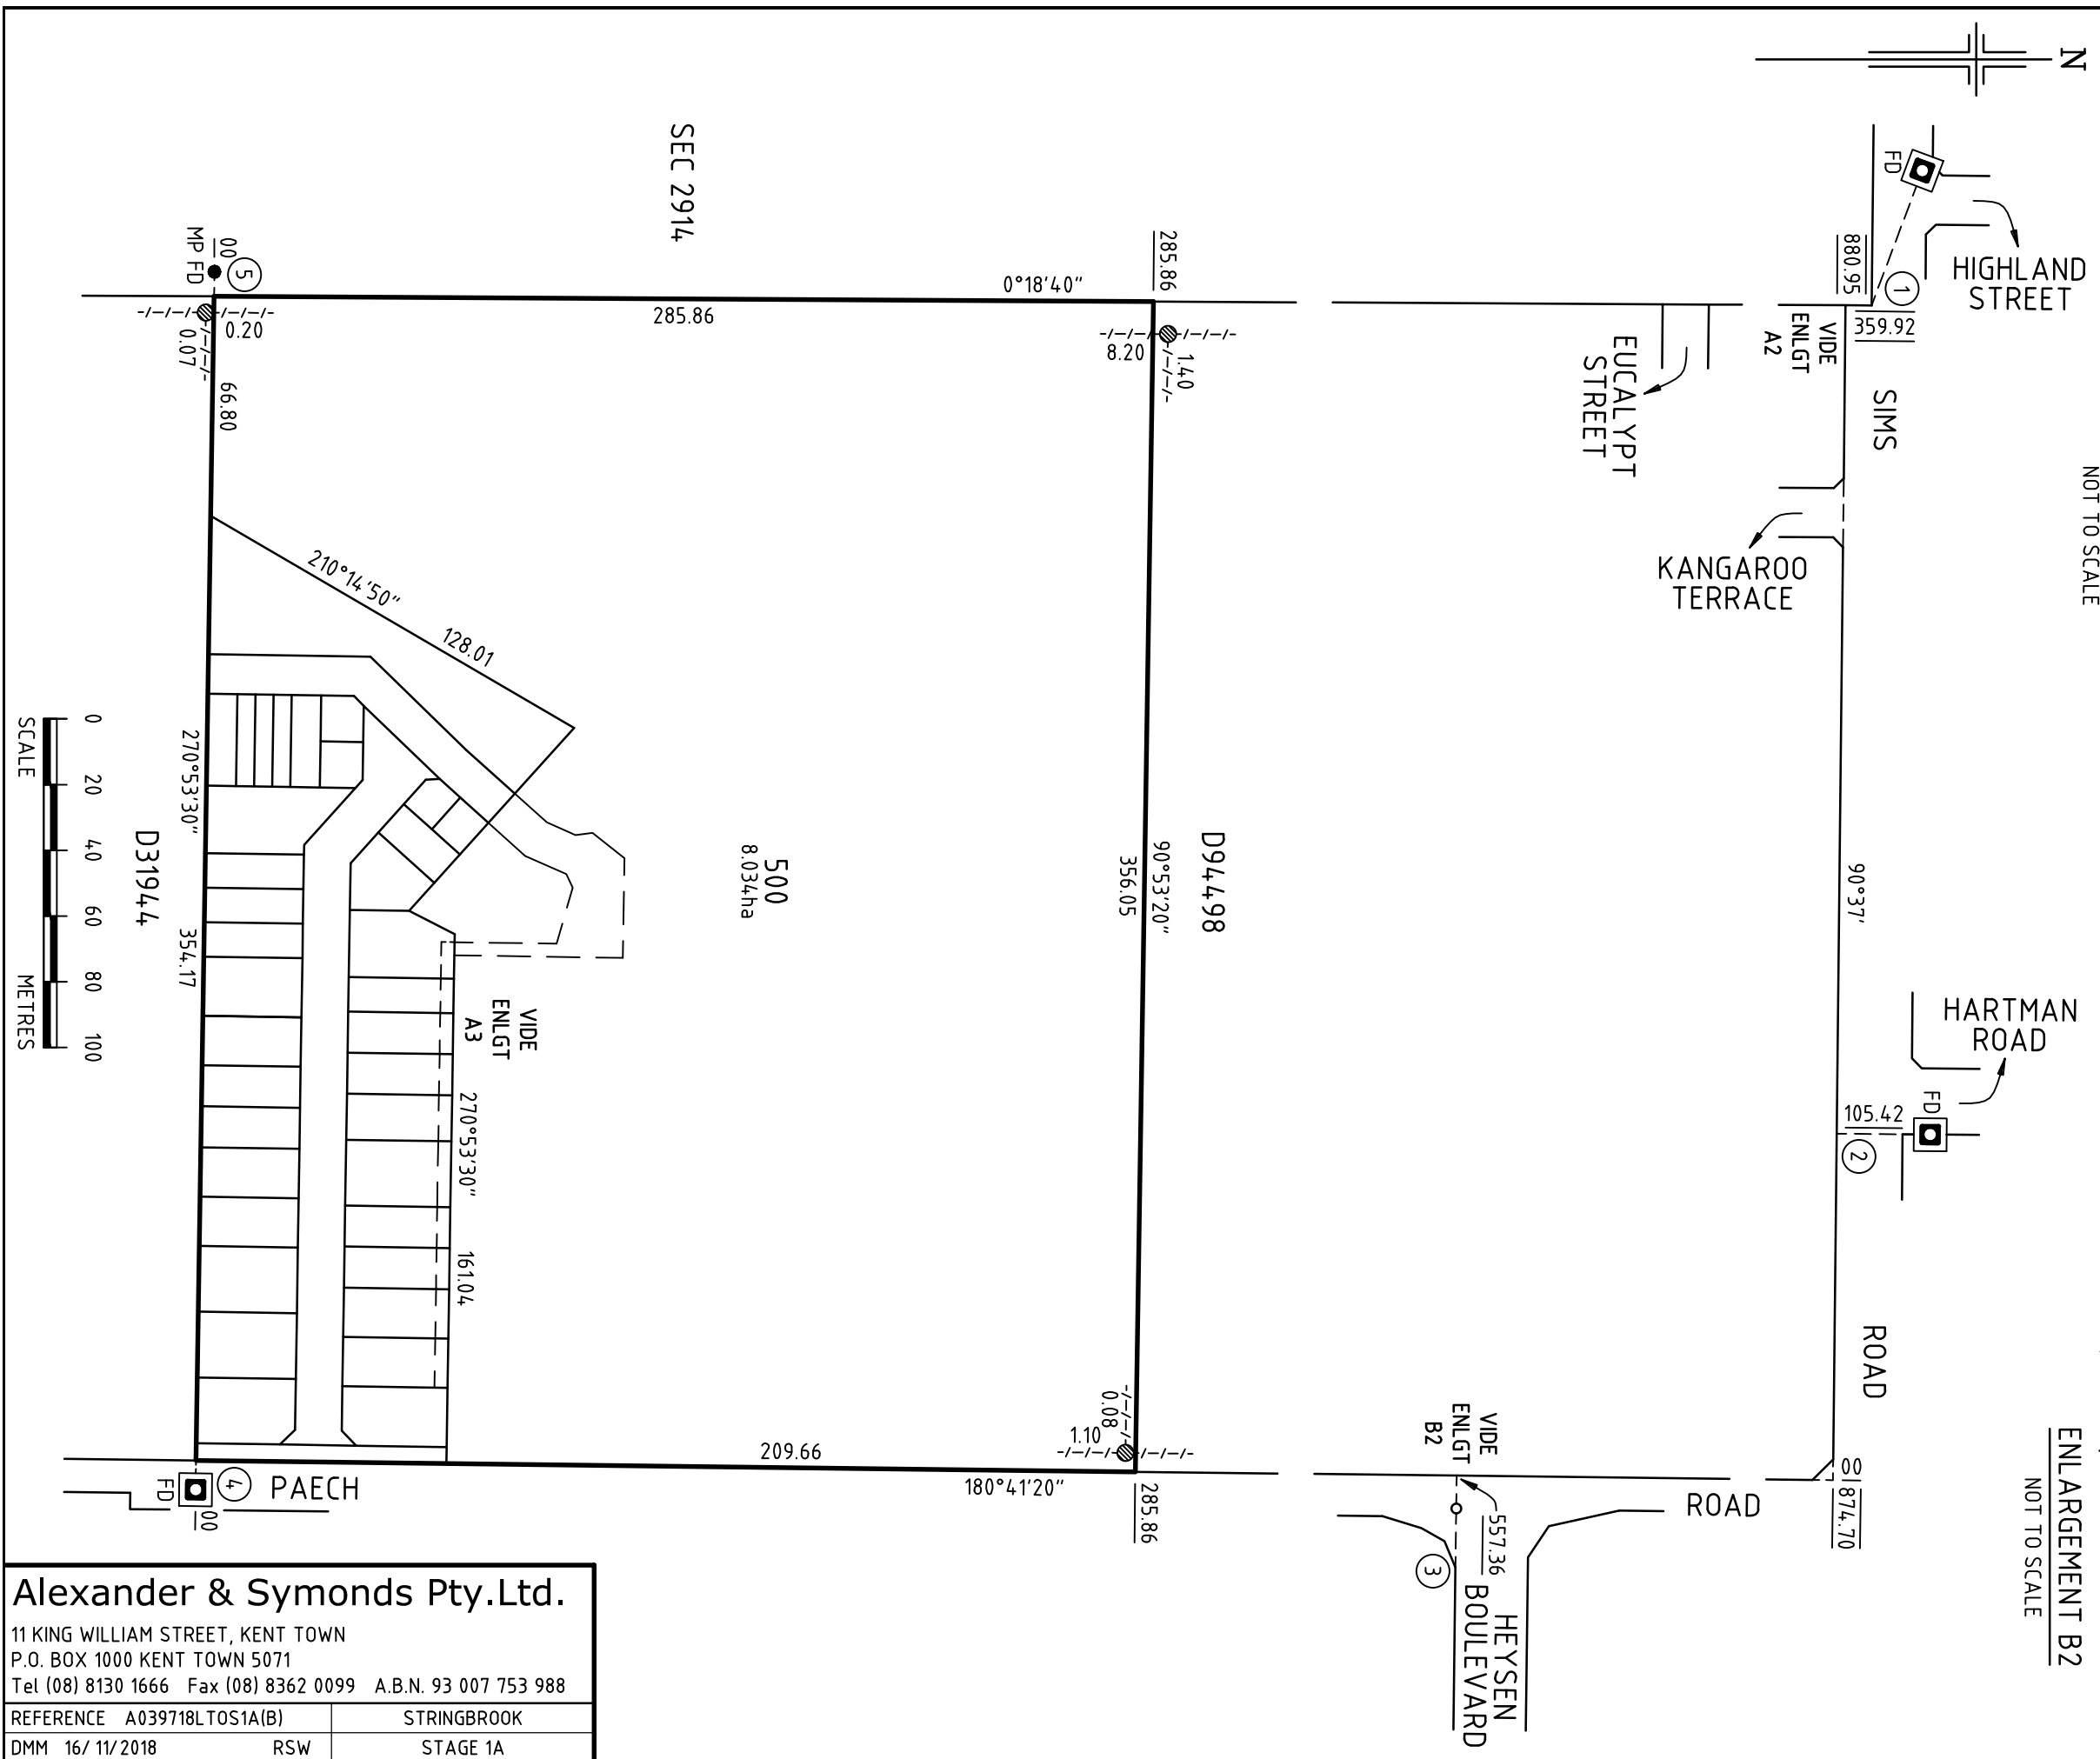 N
NOT TO SCALE
FD
HIGHLAND
STREET
1
880.95
359.92
SEC 2914
285.86
0°18'40"
285.86
00
5
MP FD
0.20
0.07
66.80
8.20
1.40
VIDE
ENLGT
A2
SIMS
EUCALYPT
STREET
KANGAROO
TERRACE
210°14'50"
128.01
270°53'30"
354.17
D31944
0 20 40 60 80 100
SCALE METRES
500
8.034ha
D94498
90°53'20"
356.05
90°37'
HARTMAN
ROAD
FD
105.42
2
VIDE
ENLGT
A3
270°53'30"
161.04
ROAD
00
874.70
ENLARGEMENT B2
NOT TO SCALE
VIDE
ENLGT
B2
0.08
1.10
209.66
180°41'20"
285.86
ROAD
557.36
3
HEYSEN
BOULEVARD
PAECH
4
FD
00
Alexander & Symonds Pty.Ltd.
11 KING WILLIAM STREET, KENT TOWN
P.O. BOX 1000 KENT TOWN 5071
Tel (08) 8130 1666 Fax (08) 8362 0099 A.B.N. 93 007 753 988
REFERENCE A039718LTOS1A(B) STRINGBROOK
DMM 16/11/2018 RSW STAGE 1A